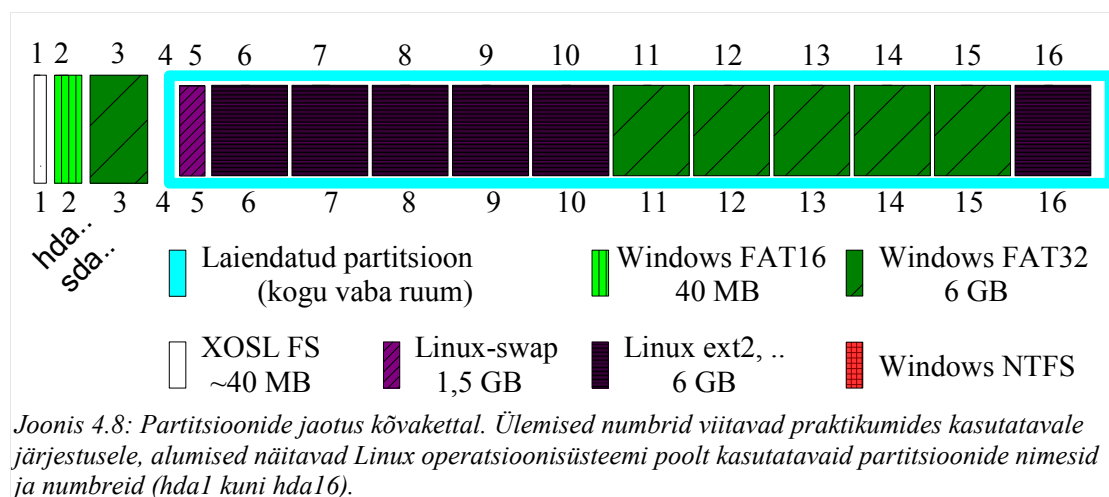 1 2 3 4 5 6 7 8 9 10 11 12 13 14 15 16
1 2 3 4 5 6 7 8 9 10 11 12 13 14 15 16
hda..
sda..
Laiendatud partitsioon
(kogu vaba ruum)
Windows FAT16
40 MB
Windows FAT32
6 GB
XOSL FS
~40 MB
Linux-swap
1,5 GB
Linux ext2, ..
6 GB
Windows NTFS
Joonis 4.8: Partitsioonide jaotus kõvakettal. Ülemised numbrid viitavad praktikumides kasutatavale
järjestusele, alumised näitavad Linux operatsioonisüsteemi poolt kasutatavaid partitsioonide nimesid
ja numbreid (hda1 kuni hda16).